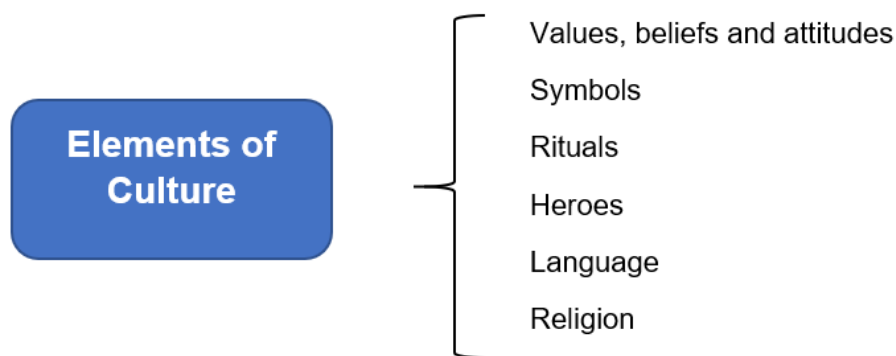 Elements of
Culture
Values, beliefs and attitudes
Symbols
Rituals
Heroes
Language
Religion